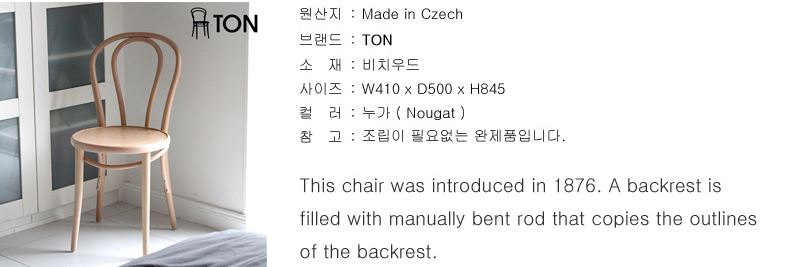 TON
원산지 : Made in Czech
브랜드 : TON
소 재 : 비치우드
사이즈 : W410 x D500 x H845
컬 러 : 누가 ( Nougat )
참 고 : 조립이 필요없는 완제품입니다.
This chair was introduced in 1876. A backrest is
filled with manually bent rod that copies the outlines
of the backrest.